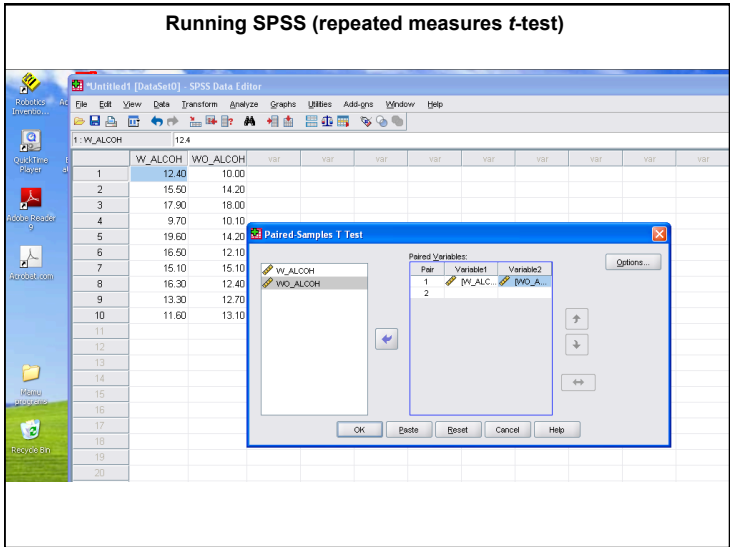 Running SPSS (repeated measures t-test)
*Untitled1 [DataSet0] - SPSS Data Editor
File Edit View Data Transform Analyze Graphs Utilities Add-ons Window Help
1 : W_ALCOH 12.4
W_ALCOH WO_ALCOH var var var var var var var var
1 12.40 10.00
2 15.50 14.20
3 17.90 18.00
4 9.70 10.10
5 19.60 14.20
6 16.50 12.10
7 15.10 15.10
8 16.30 12.40
9 13.30 12.70
10 11.60 13.10
11
12
13
14
15
16
17
18
19
20
Paired-Samples T Test
W_ALCOH
WO_ALCOH
Paired Variables:
Pair Variable1 Variable2
1 [W_ALC... [WO_A...
2
Options...
OK Paste Reset Cancel Help
Robotics
Inventio...
QuickTime
Player
Adobe Reader
9
Acrobat.com
programs
Recycle Bin